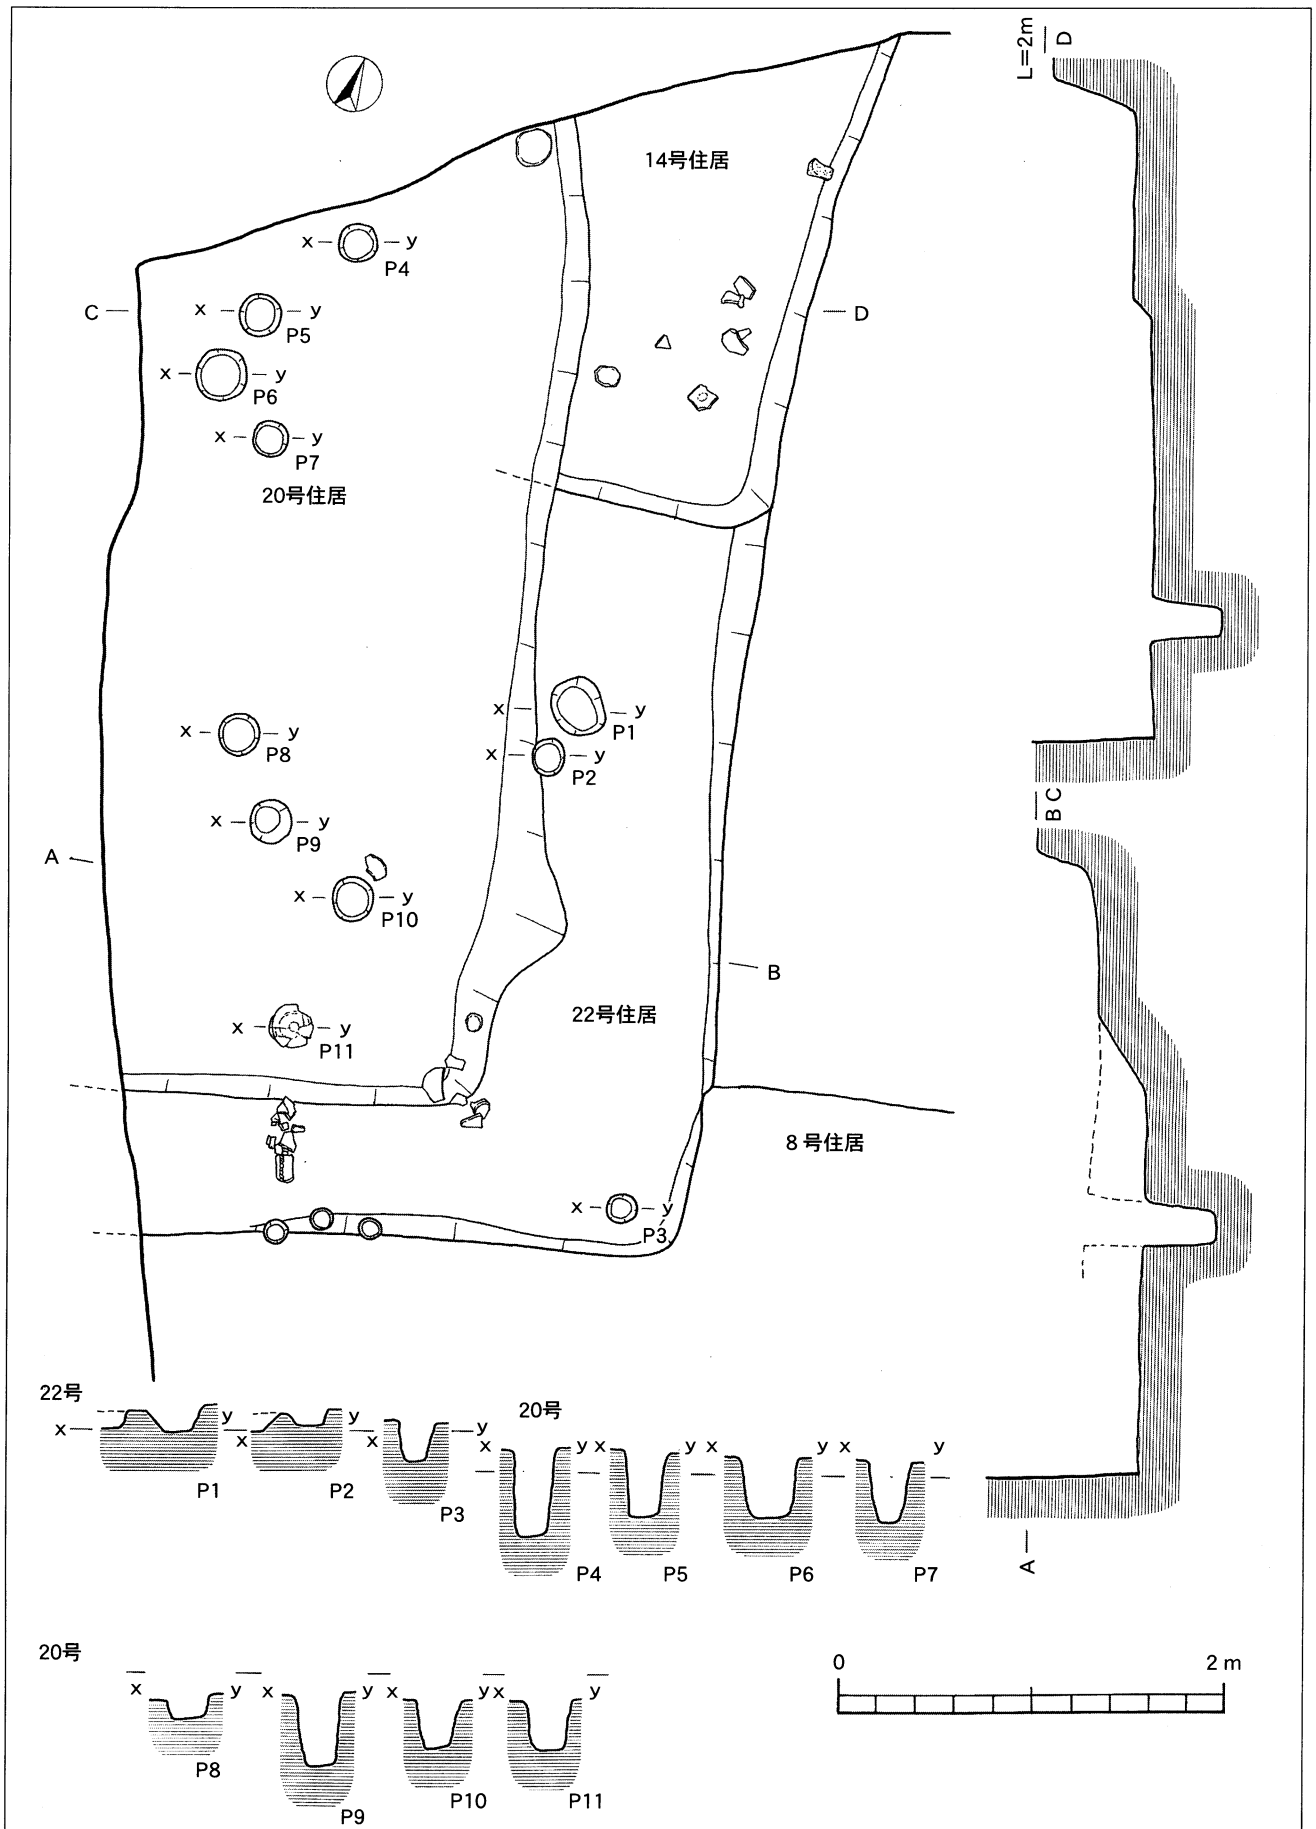 L=2m
D
14号住居
x y
P4
C
x y
P5
D
x y
P6
x y
P7
20号住居
x y
P1
x y
P2
x y
P8
x y
P9
A
x y
P10
B
B C
22号住居
x y
P11
8号住居
x y
P3
22号
x y
P1
x y
P2
x y
P3
20号
x y
P4
x y
P5
x y
P6
x y
P7
A
20号
x y
P8
x y
P9
x y
P10
x y
P11
0 2m